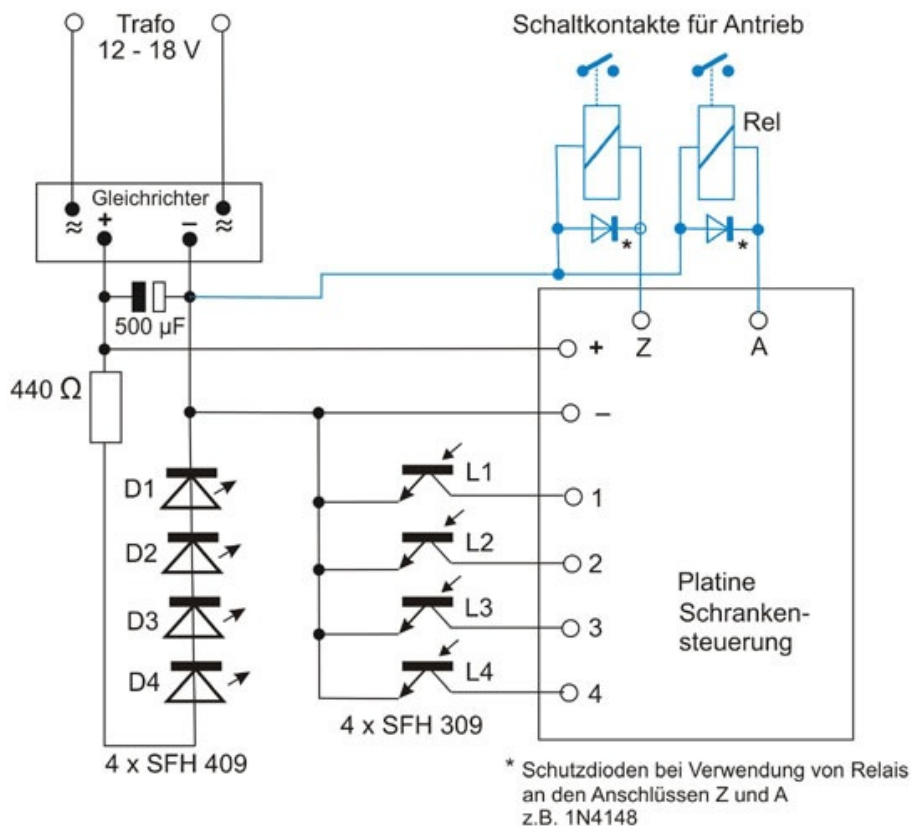 Trafo
12 - 18 V
Schaltkontakte für Antrieb
Rel
Gleichrichter
≈ + – ≈
* *
500 µF
440 Ω
+ Z A
–
D1
D2
D3
D4
L1
L2
L3
L4
1
2
3
4
Platine
Schranken-
steuerung
4 x SFH 409
4 x SFH 309
* Schutzdioden bei Verwendung von Relais
an den Anschlüssen Z und A
z.B. 1N4148